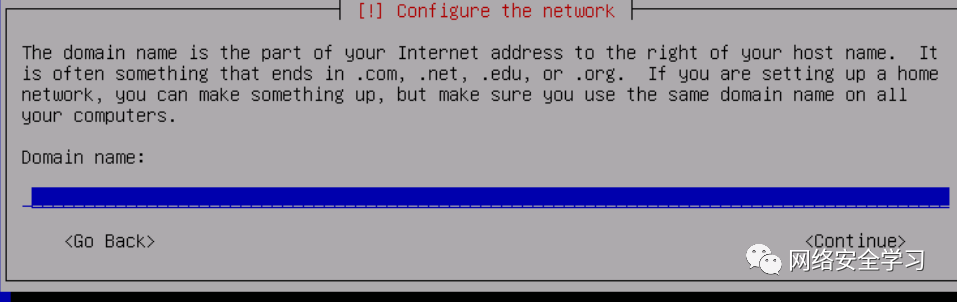 [!] Configure the network
The domain name is the part of your Internet address to the right of your host name.  It
is often something that ends in .com, .net, .edu, or .org.  If you are setting up a home
network, you can make something up, but make sure you use the same domain name on all
your computers.
Domain name:
<Go Back> <Continue>
网络安全学习